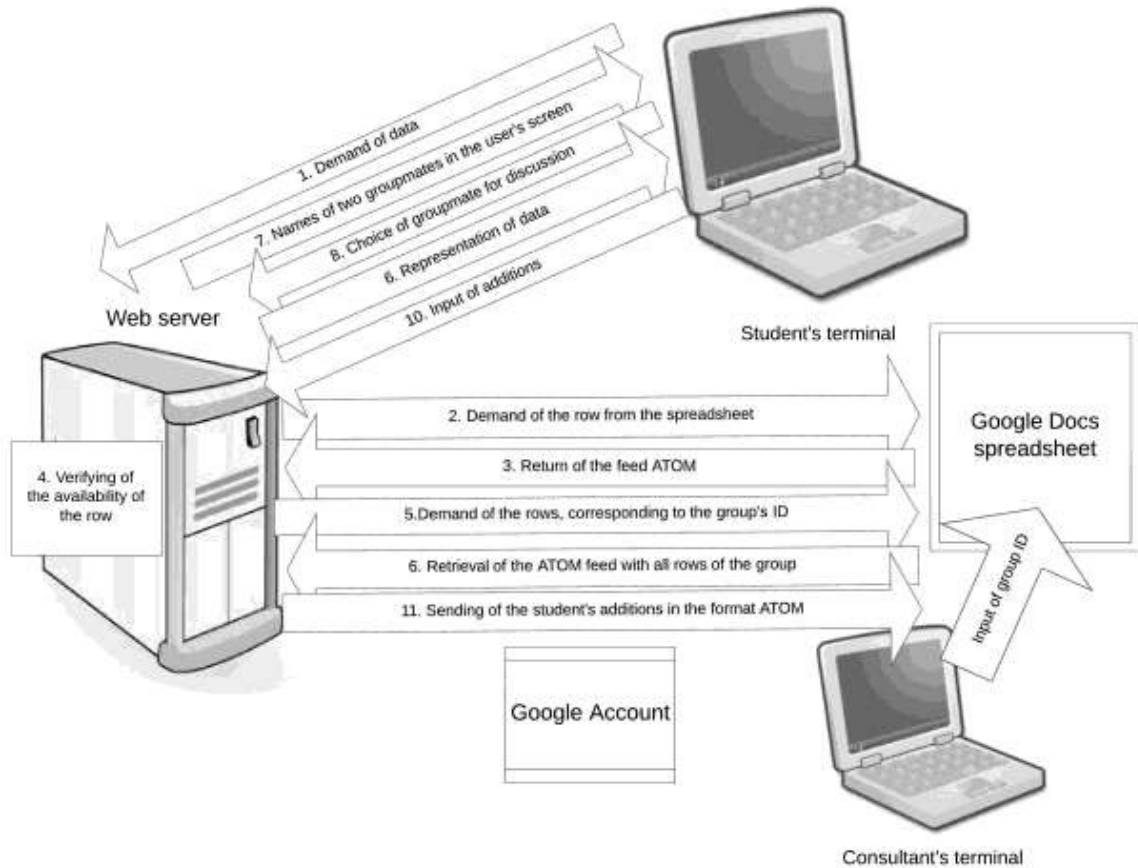 1. Demand of data
7. Names of two groupmates in the user's screen
8. Choice of groupmate for discussion
6. Representation of data
10. Input of additions
Web server
Student's terminal
2. Demand of the row from the spreadsheet
Google Docs
spreadsheet
3. Return of the feed ATOM
4. Verifying of
the availability of
the row
5.Demand of the rows, corresponding to the group's ID
6. Retrieval of the ATOM feed with all rows of the group
Input of group ID
11. Sending of the student's additions in the format ATOM
Google Account
Consultant's terminal